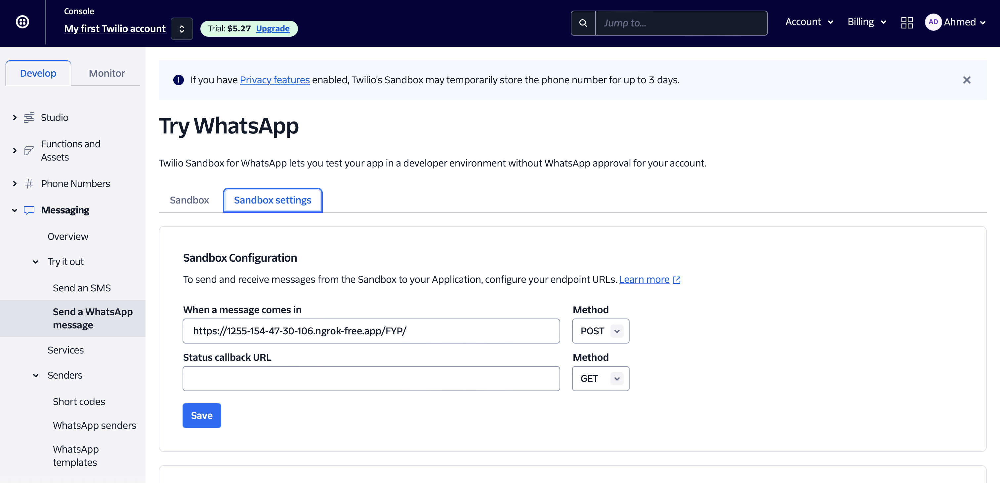 Console
My first Twilio account
Trial: $5.27 Upgrade
Jump to...
Account
Billing
AD Ahmed
Develop
Monitor
Studio
Functions and
Assets
Phone Numbers
Messaging
Overview
Try it out
Send an SMS
Send a WhatsApp
message
Services
Senders
Short codes
WhatsApp senders
WhatsApp
templates
If you have Privacy features enabled, Twilio's Sandbox may temporarily store the phone number for up to 3 days.
Try WhatsApp
Twilio Sandbox for WhatsApp lets you test your app in a developer environment without WhatsApp approval for your account.
Sandbox
Sandbox settings
Sandbox Configuration
To send and receive messages from the Sandbox to your Application, configure your endpoint URLs. Learn more
When a message comes in
Method
https://1255-154-47-30-106.ngrok-free.app/FYP/
POST
Status callback URL
Method
GET
Save